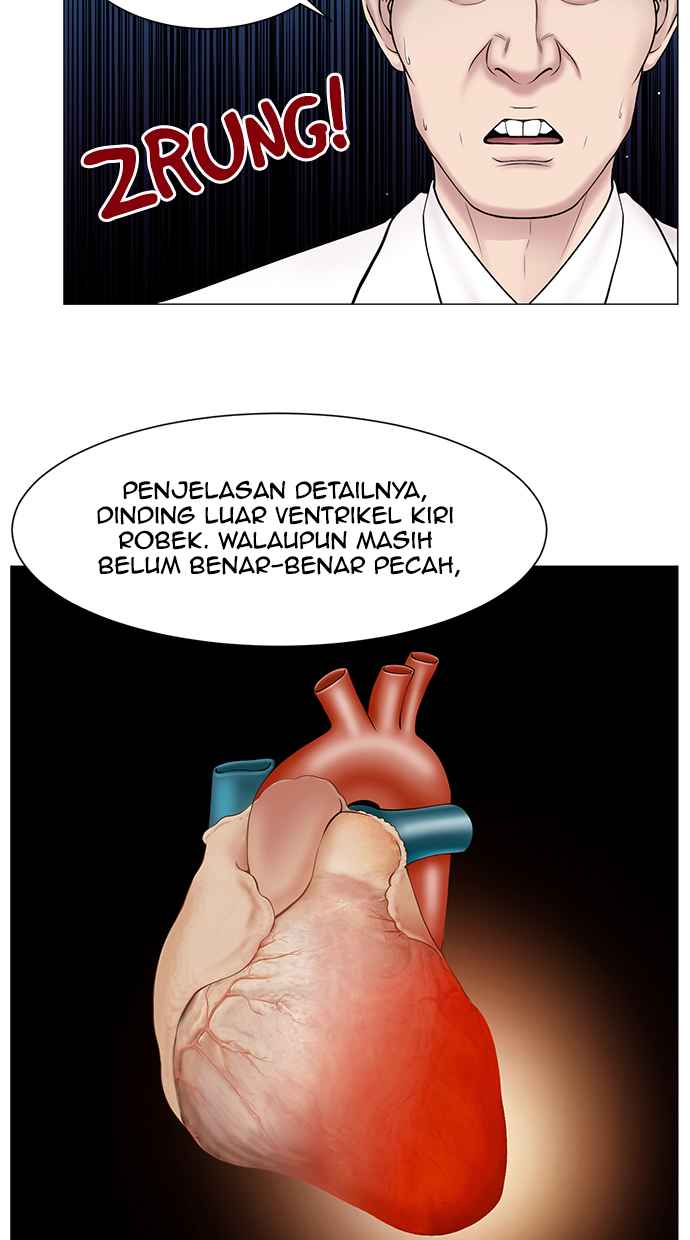 ZRUNG!
PENJELASAN DETAILNYA,
DINDING LUAR VENTRIKEL KIRI
ROBEK. WALAUPUN MASIH
BELUM BENAR-BENAR PECAH,